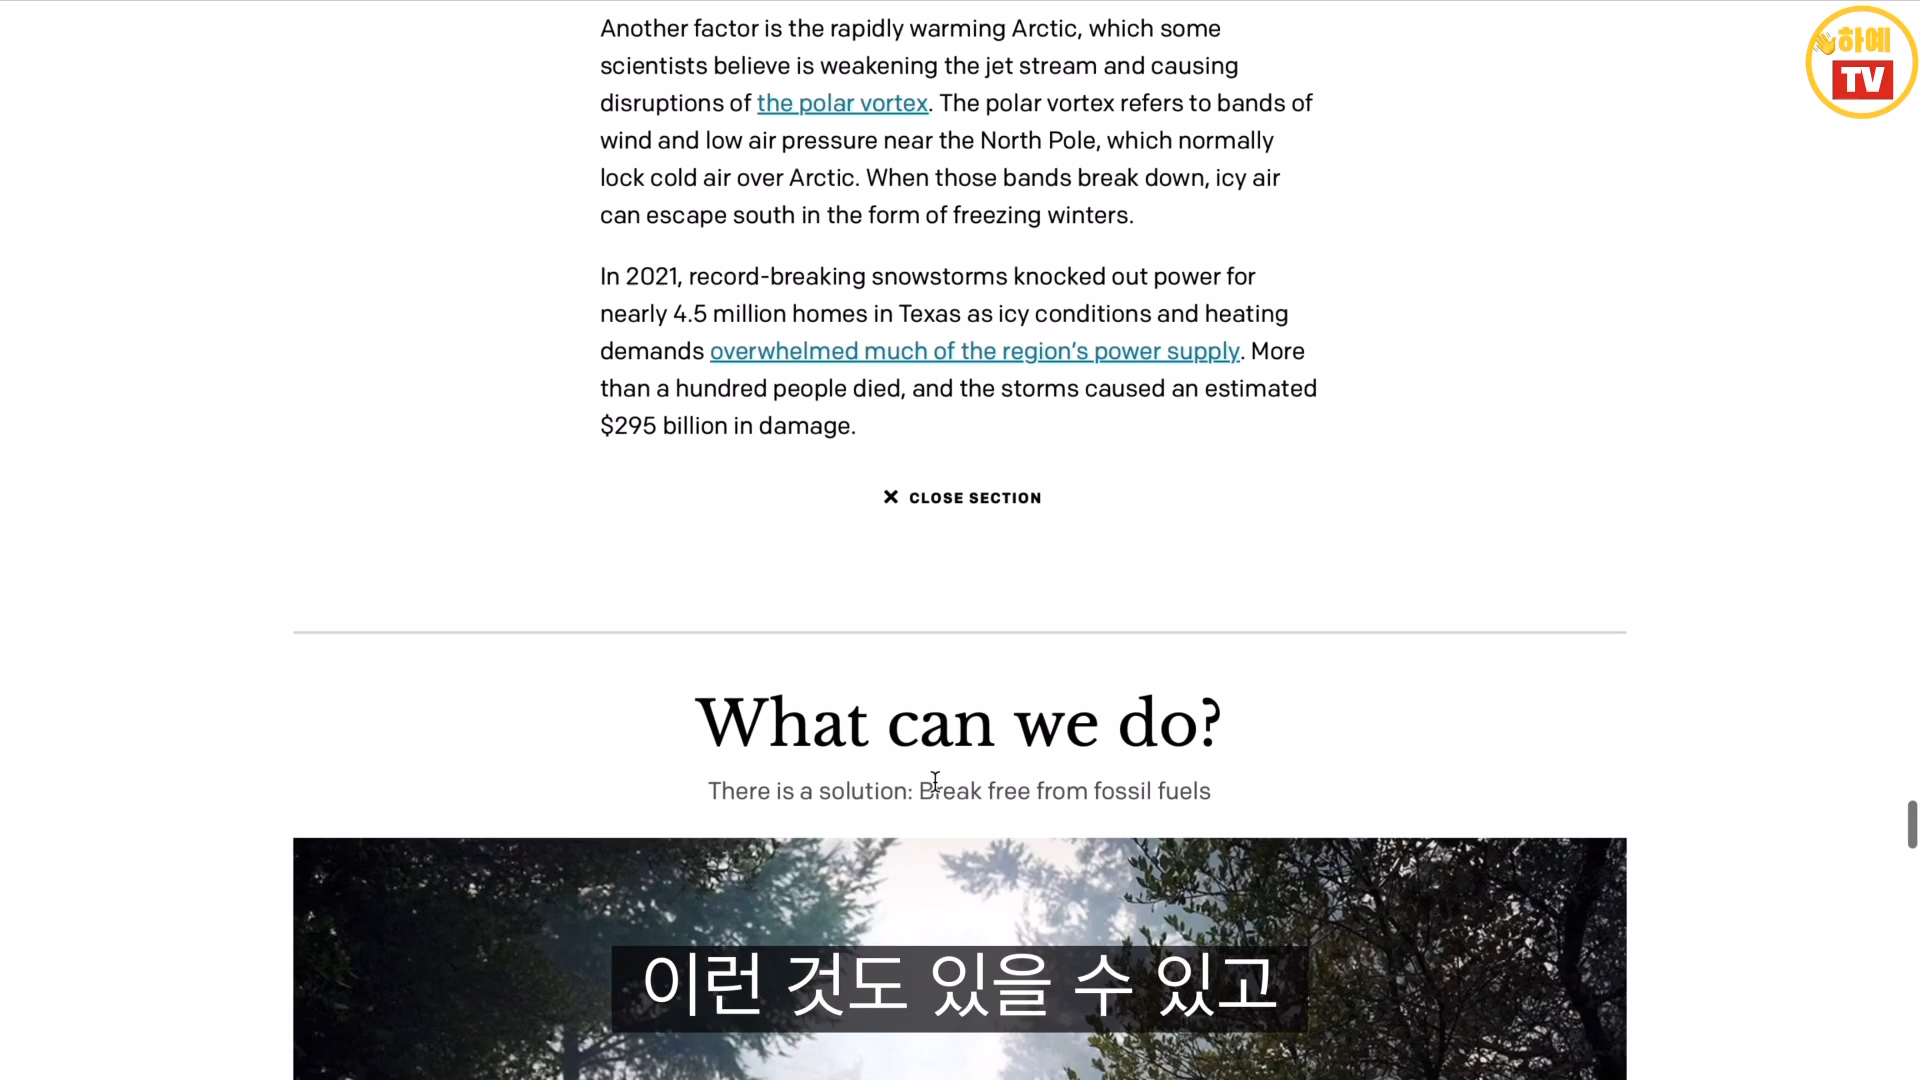 Another factor is the rapidly warming Arctic, which some
scientists believe is weakening the jet stream and causing
disruptions of the polar vortex. The polar vortex refers to bands of
wind and low air pressure near the North Pole, which normally
lock cold air over Arctic. When those bands break down, icy air
can escape south in the form of freezing winters.
In 2021, record-breaking snowstorms knocked out power for
nearly 4.5 million homes in Texas as icy conditions and heating
demands overwhelmed much of the region’s power supply. More
than a hundred people died, and the storms caused an estimated
$295 billion in damage.
✕ CLOSE SECTION
What can we do?
There is a solution: Break free from fossil fuels
이런 것도 있을 수 있고
하예
TV